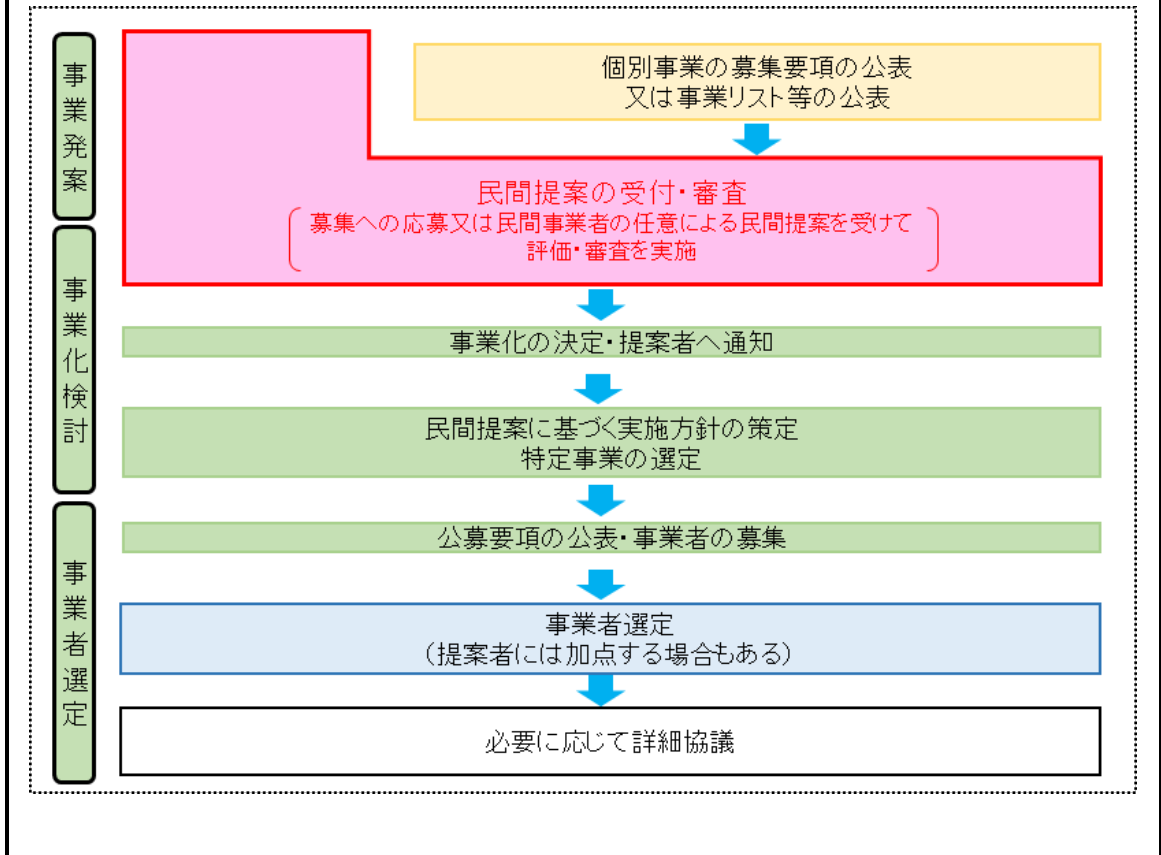 事業発案
個別事業の募集要項の公表
又は事業リスト等の公表
民間提案の受付・審査
募集への応募又は民間事業者の任意による民間提案を受けて
評価・審査を実施
事業化検討
事業化の決定・提案者へ通知
民間提案に基づく実施方針の策定
特定事業の選定
事業者選定
公募要項の公表・事業者の募集
事業者選定
（提案者には加点する場合もある）
必要に応じて詳細協議